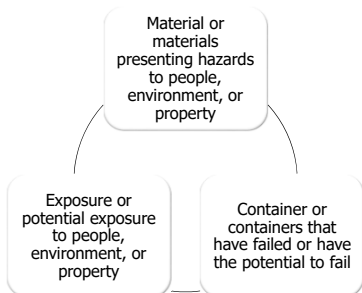 Material or
materials
presenting hazards
to people,
environment, or
property
Exposure or
potential exposure
to people,
environment, or
property
Container or
containers that
have failed or have
the potential to fail